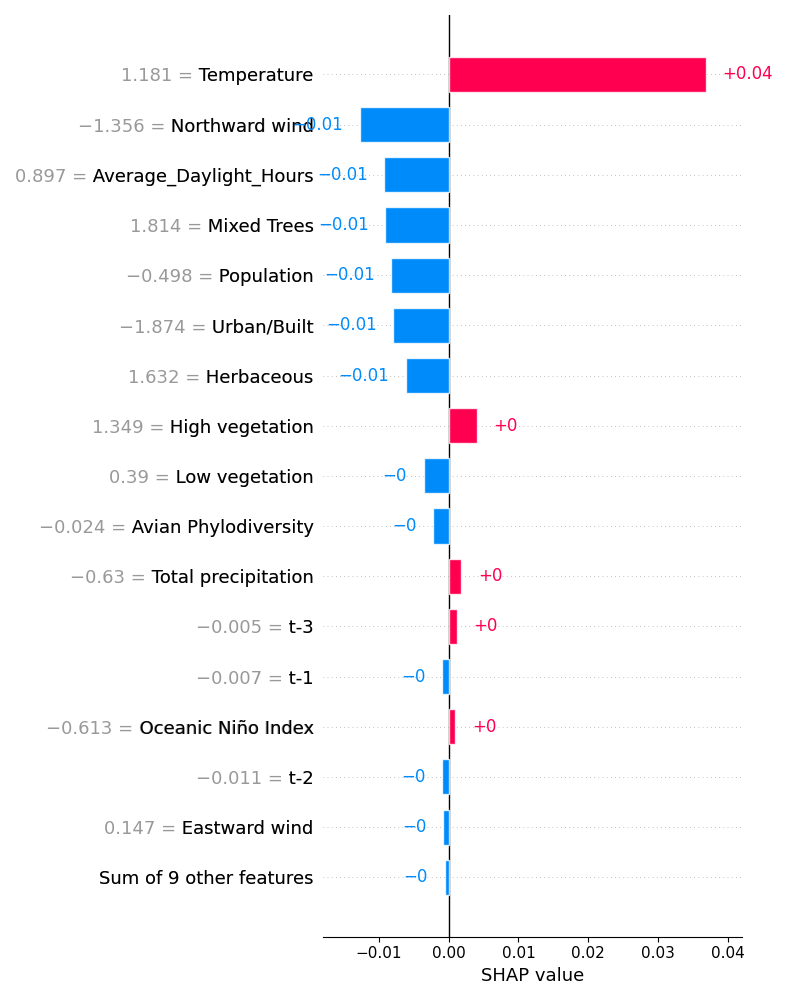 1.181 = Temperature +0.04
−1.356 = Northward wind −0.01
0.897 = Average_Daylight_Hours −0.01
1.814 = Mixed Trees −0.01
−0.498 = Population −0.01
−1.874 = Urban/Built −0.01
1.632 = Herbaceous −0.01
1.349 = High vegetation +0
0.39 = Low vegetation −0
−0.024 = Avian Phylodiversity −0
−0.63 = Total precipitation +0
−0.005 = t-3 +0
−0.007 = t-1 −0
−0.613 = Oceanic Niño Index +0
−0.011 = t-2 −0
0.147 = Eastward wind −0
Sum of 9 other features −0
−0.01 0.00 0.01 0.02 0.03 0.04
SHAP value